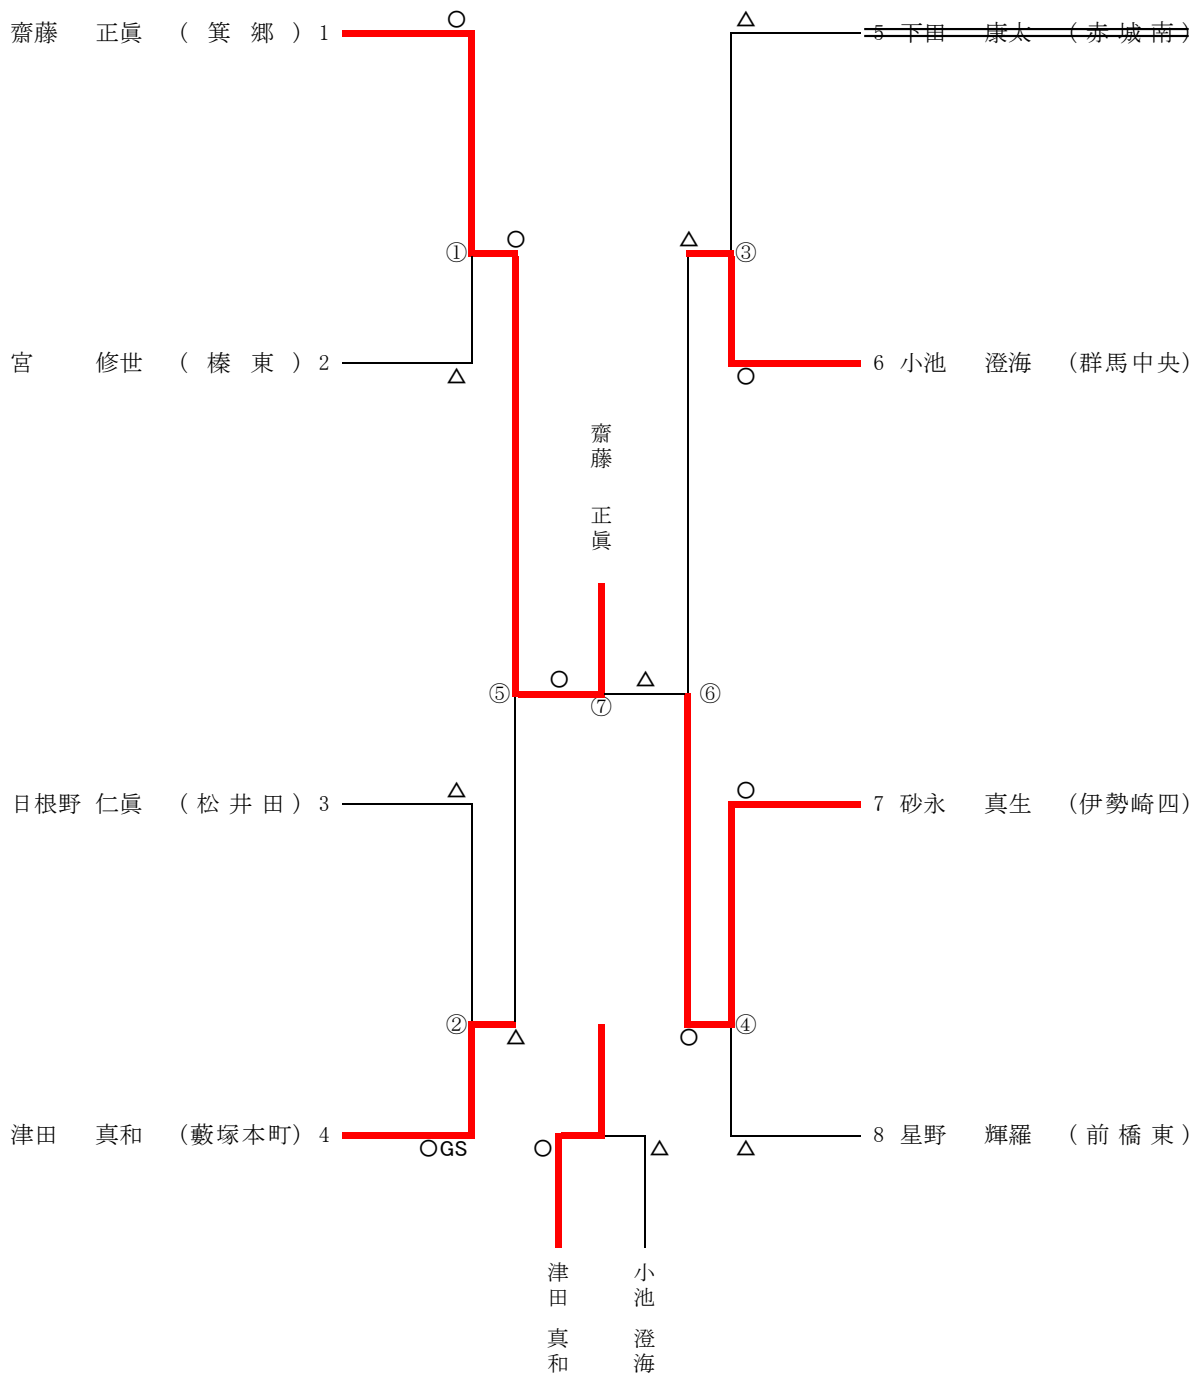 齋藤 正眞 ( 箕 郷 ) 1
○
△
5 下田 康太 ( 赤 城 南 )
① ○
△ ③
宮 修世 ( 榛 東 ) 2
△
6 小池 澄海 (群馬中央)
○
齋藤 正眞
⑤ ○ ⑦ △ ⑥
日根野 仁眞 ( 松 井 田 ) 3
△
○
7 砂永 真生 (伊勢崎四)
② △
○ ④
津田 真和 (藪塚本町) 4
○GS
○ △
△
8 星野 輝羅 ( 前 橋 東 )
津田 真和
小池 澄海